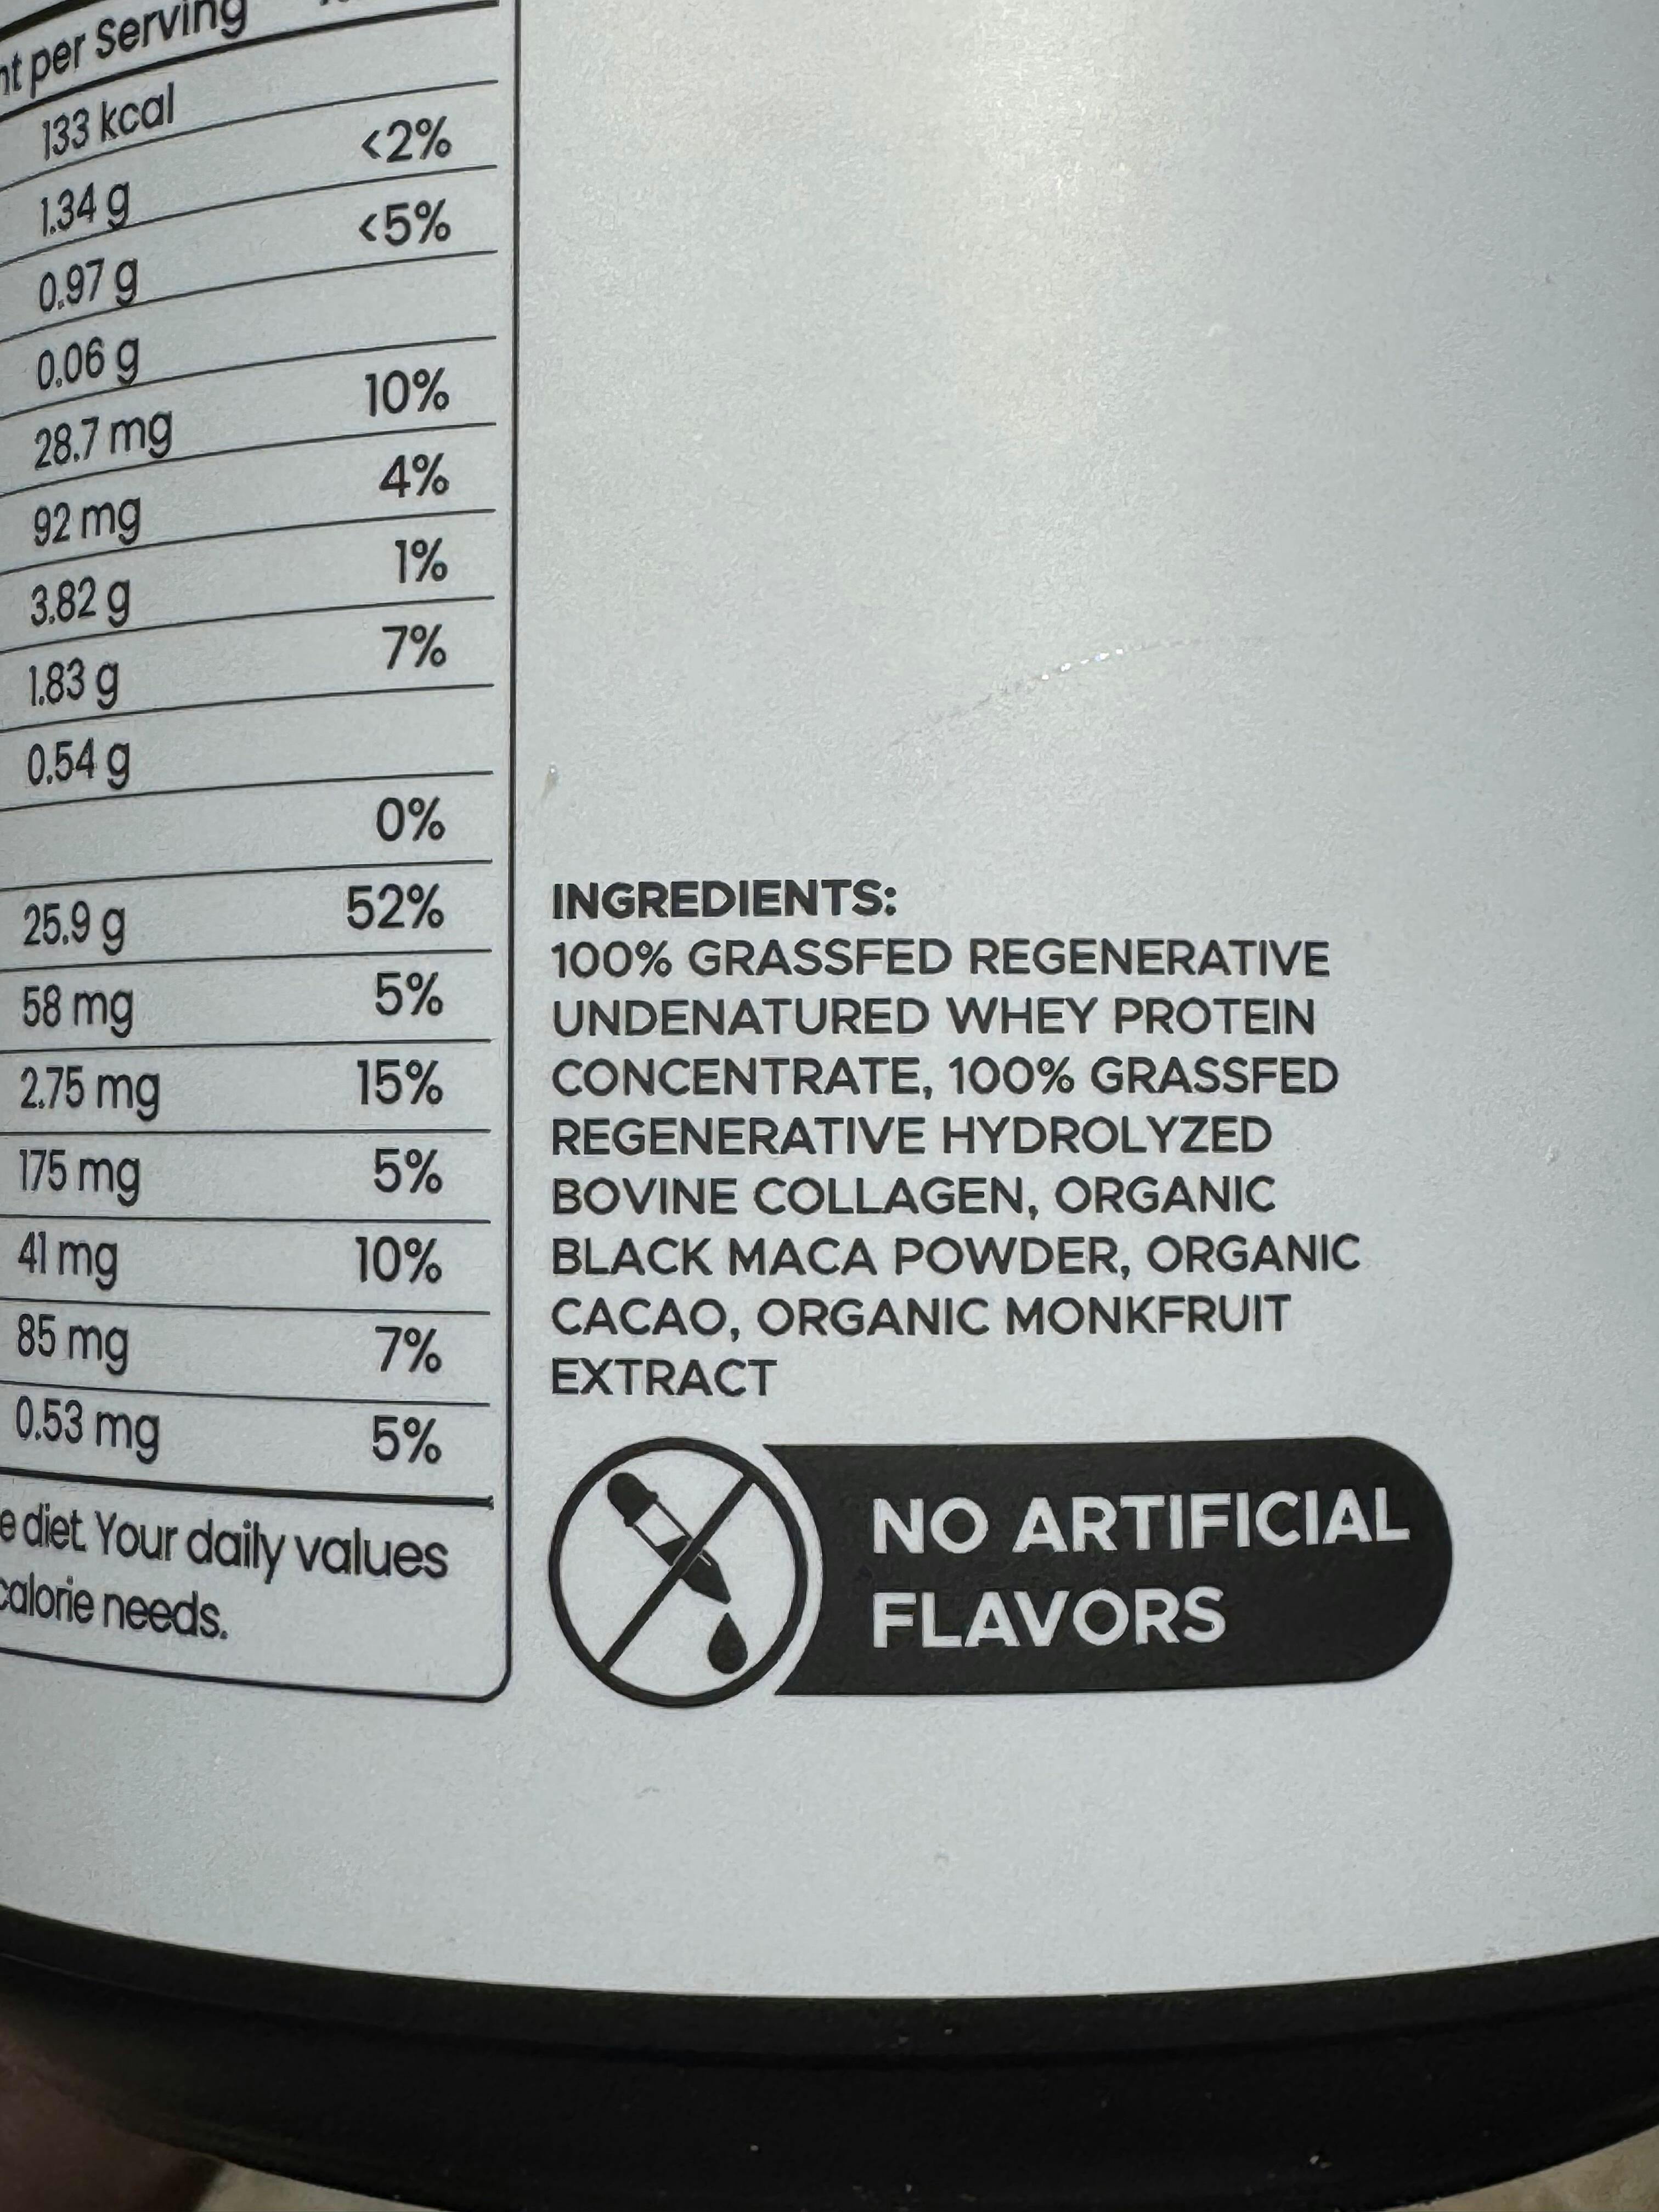 per Serving
133 kcal
1.34 g <2%
0.97 g <5%
0.06 g
28.7 mg 10%
92 mg 4%
3.82 g 1%
1.83 g 7%
0.54 g
0%
25.9 g 52%
58 mg 5%
2.75 mg 15%
175 mg 5%
41 mg 10%
85 mg 7%
0.53 mg 5%
diet. Your daily values
calorie needs.
INGREDIENTS:
100% GRASSFED REGENERATIVE
UNDENATURED WHEY PROTEIN
CONCENTRATE, 100% GRASSFED
REGENERATIVE HYDROLYZED
BOVINE COLLAGEN, ORGANIC
BLACK MACA POWDER, ORGANIC
CACAO, ORGANIC MONKFRUIT
EXTRACT
NO ARTIFICIAL
FLAVORS